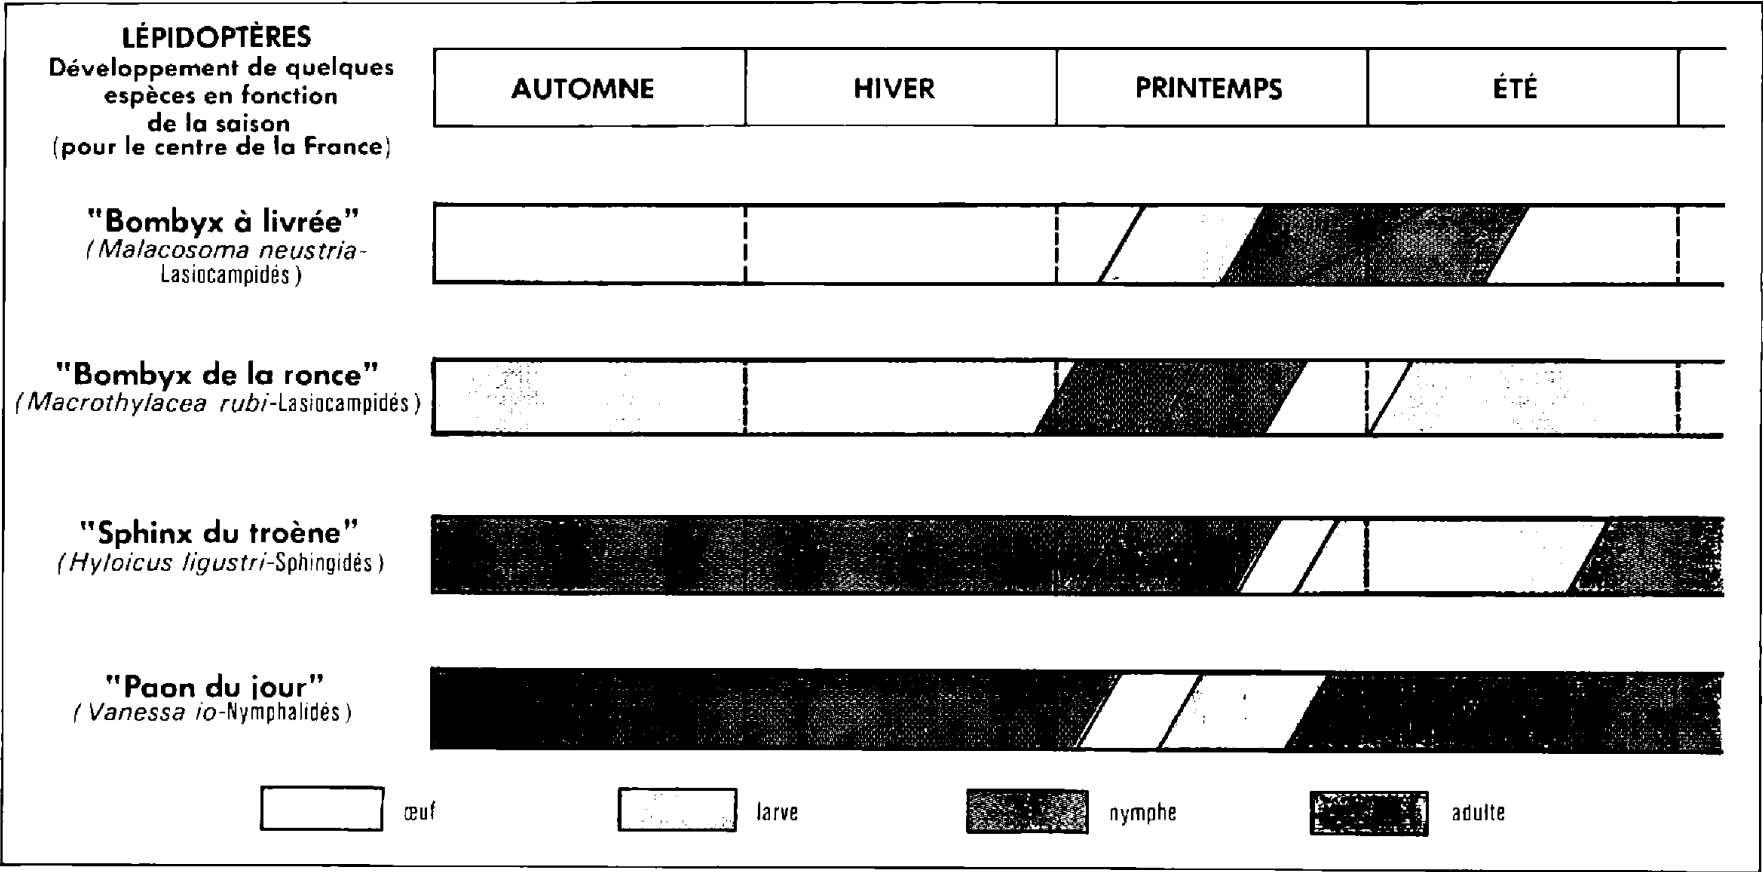 LÉPIDOPTÈRES
Développement de quelques
espèces en fonction
de la saison
(pour le centre de la France)
AUTOMNE
HIVER
PRINTEMPS
ÉTÉ
"Bombyx à livrée"
(Malacosoma neustria-
Lasiocampidés)
"Bombyx de la ronce"
(Macrothylacea rubi-Lasiocampidés)
"Sphinx du troène"
(Hyloicus ligustri-Sphingidés)
"Paon du jour"
(Vanessa io-Nymphalidés)
œuf
larve
nymphe
adulte